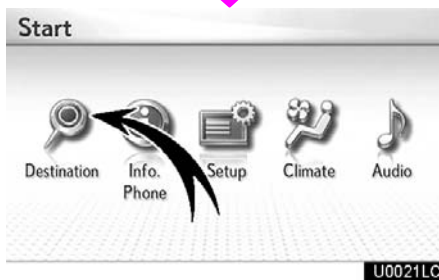 Start
Destination
Info.
Phone
Setup
Climate
Audio
U0021LC